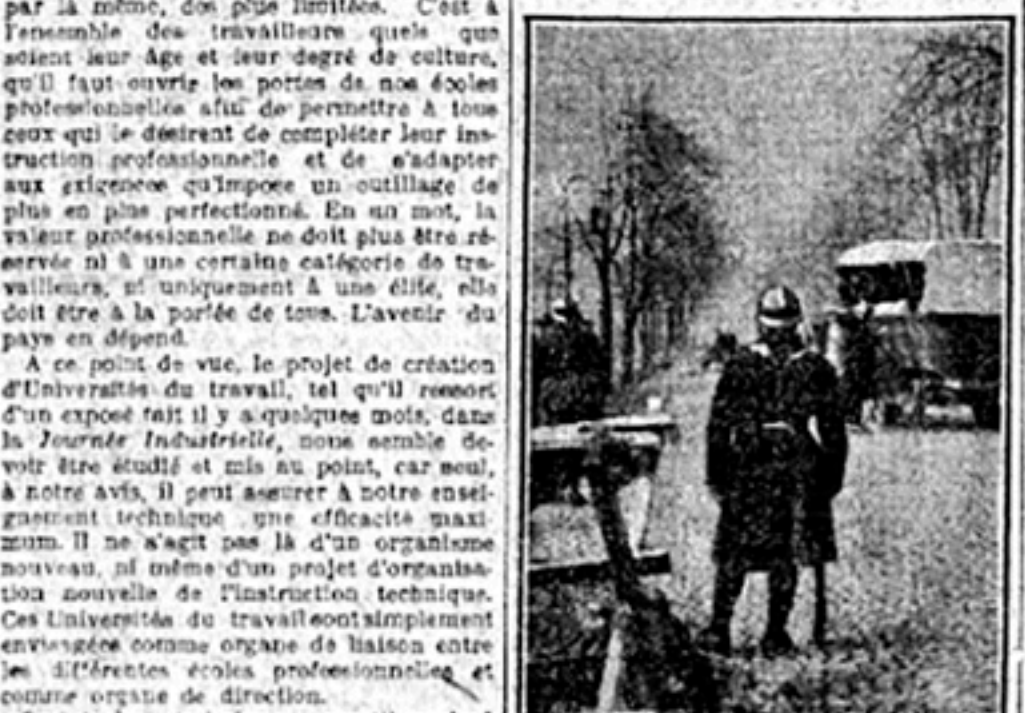 par là même, des plus limitées. C'est à
l'ensemble des travailleurs quels que
soient leur âge et leur degré de culture,
qu'il faut ouvrir les portes de nos écoles
professionnelles afin de permettre à tous
ceux qui le désirent de compléter leur ins-
truction professionnelle et de s'adapter
aux exigences qu'impose un outillage de
plus en plus perfectionné. En un mot, la
valeur professionnelle ne doit plus être ré-
servée ni à une certaine catégorie de tra-
vailleurs, ni uniquement à une élite, elle
doit être à la portée de tous. L'avenir du
pays en dépend.
A ce point de vue, le projet de création
d'Universités du travail, tel qu'il ressort
d'un exposé fait il y a quelques mois, dans
la Journée Industrielle, nous semble de-
voir être étudié et mis au point, car seul,
à notre avis, il peut assurer à notre ensei-
gnement technique une efficacité maxi-
mum. Il ne s'agit pas là d'un organisme
nouveau, ni même d'un projet d'organisa-
tion nouvelle de l'instruction technique.
Ces Universités du travail sont simplement
envisagées comme organe de liaison entre
les différentes écoles professionnelles et
comme organe de direction.